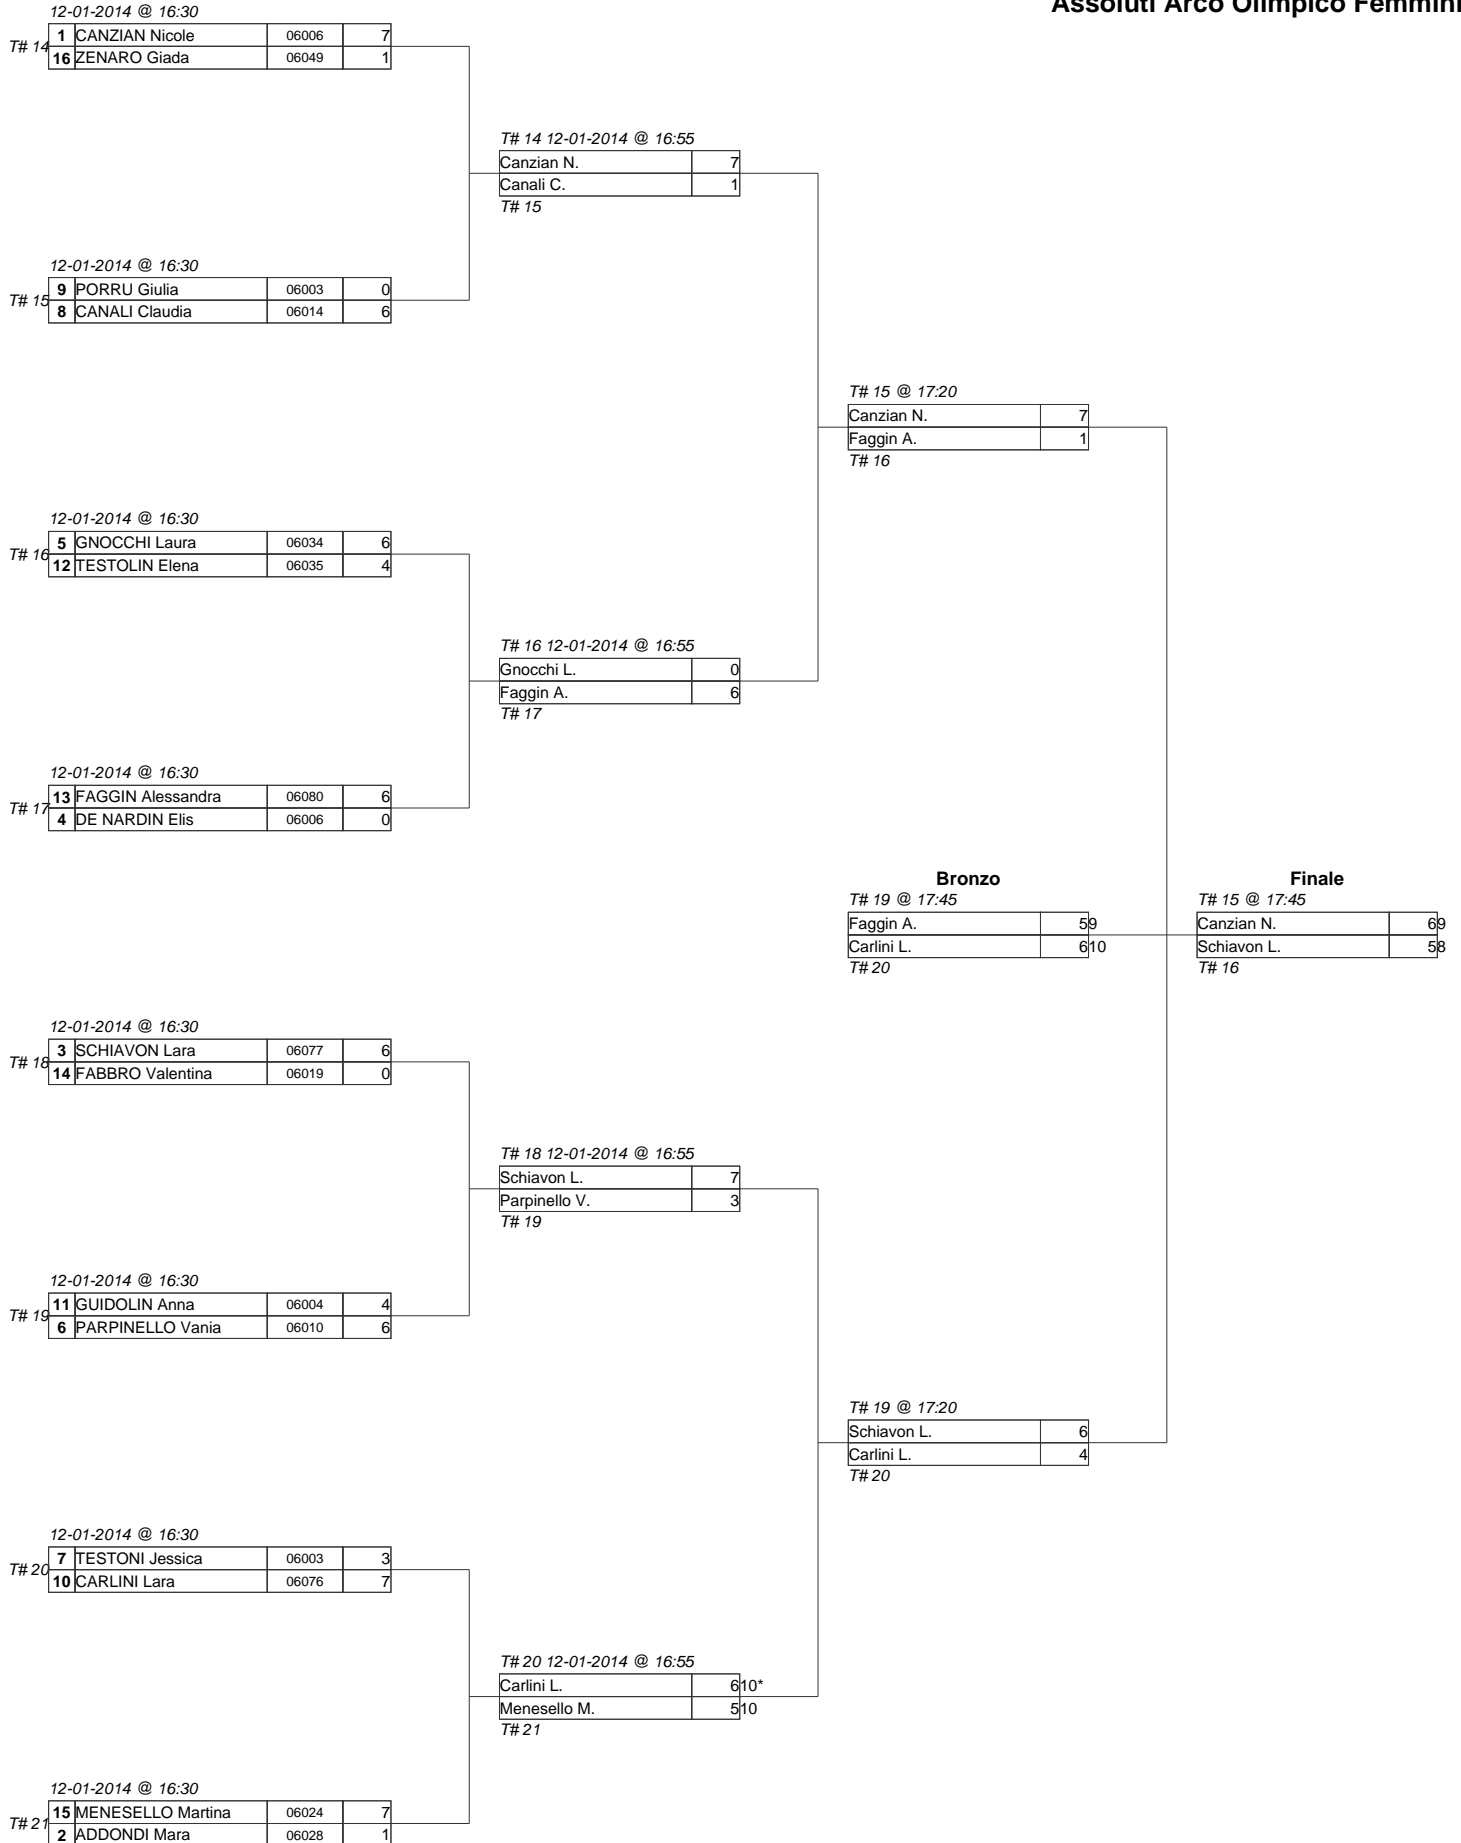 Assoluti Arco Olimpico Femmini
12-01-2014 @ 16:30
T# 14
1 CANZIAN Nicole 06006 7
16 ZENARO Giada 06049 1
T# 14 12-01-2014 @ 16:55
Canzian N. 7
Canali C. 1
T# 15
12-01-2014 @ 16:30
T# 15
9 PORRU Giulia 06003 0
8 CANALI Claudia 06014 6
T# 15 @ 17:20
Canzian N. 7
Faggin A. 1
T# 16
12-01-2014 @ 16:30
T# 16
5 GNOCCHI Laura 06034 6
12 TESTOLIN Elena 06035 4
T# 16 12-01-2014 @ 16:55
Gnocchi L. 0
Faggin A. 6
T# 17
12-01-2014 @ 16:30
T# 17
13 FAGGIN Alessandra 06080 6
4 DE NARDIN Elis 06006 0
Bronzo
T# 19 @ 17:45
Faggin A. 5 9
Carlini L. 6 10
T# 20
Finale
T# 15 @ 17:45
Canzian N. 6 9
Schiavon L. 5 8
T# 16
12-01-2014 @ 16:30
T# 18
3 SCHIAVON Lara 06077 6
14 FABBRO Valentina 06019 0
T# 18 12-01-2014 @ 16:55
Schiavon L. 7
Parpinello V. 3
T# 19
12-01-2014 @ 16:30
T# 19
11 GUIDOLIN Anna 06004 4
6 PARPINELLO Vania 06010 6
T# 19 @ 17:20
Schiavon L. 6
Carlini L. 4
T# 20
12-01-2014 @ 16:30
T# 20
7 TESTONI Jessica 06003 3
10 CARLINI Lara 06076 7
T# 20 12-01-2014 @ 16:55
Carlini L. 6 10*
Menesello M. 5 10
T# 21
12-01-2014 @ 16:30
T# 21
15 MENESELLO Martina 06024 7
2 ADDONDI Mara 06028 1